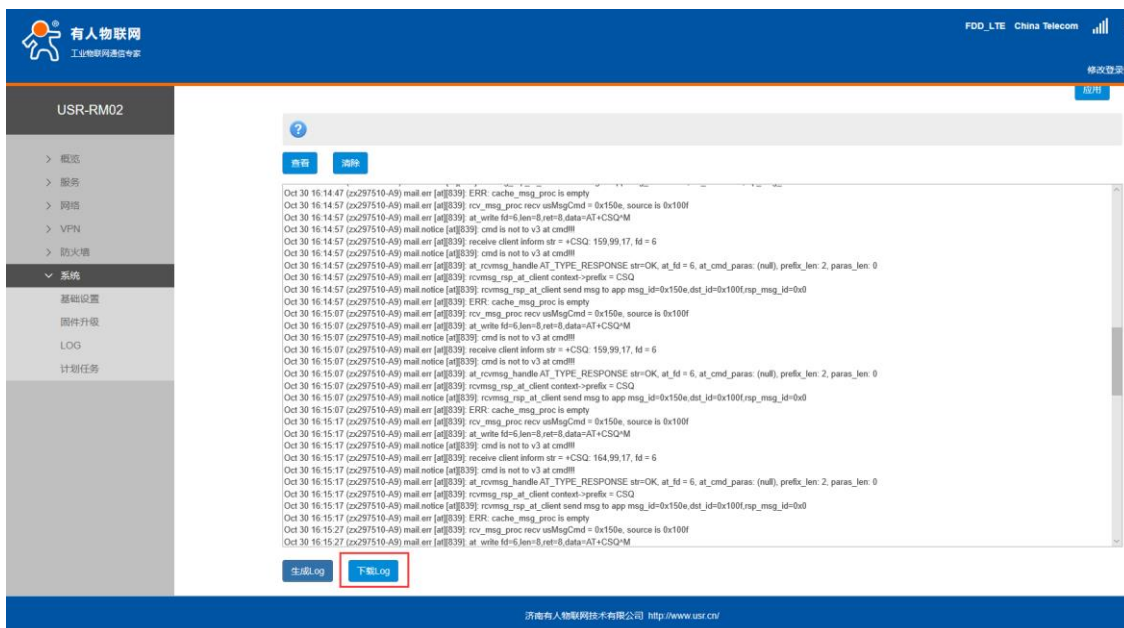 有人物联网
工业物联网通信专家
FDD_LTE China Telecom
修改登录
应用
USR-RM02
概览
服务
网络
VPN
防火墙
系统
基础设置
固件升级
LOG
计划任务
查看 清除
Oct 30 16:14:47 (zx297510-A9) mail.err [at][839]: ERR: cache_msg_proc is empty
Oct 30 16:14:57 (zx297510-A9) mail.err [at][839]: rcv_msg_proc recv usMsgCmd = 0x150e, source is 0x100f
Oct 30 16:14:57 (zx297510-A9) mail.err [at][839]: at_write fd=6,len=8,ret=8,data=AT+CSQ^M
Oct 30 16:14:57 (zx297510-A9) mail.notice [at][839]: cmd is not to v3 at cmd!!!
Oct 30 16:14:57 (zx297510-A9) mail.err [at][839]: receive client inform str = +CSQ: 159,99,17, fd = 6
Oct 30 16:14:57 (zx297510-A9) mail.notice [at][839]: cmd is not to v3 at cmd!!!
Oct 30 16:14:57 (zx297510-A9) mail.err [at][839]: at_rcvmsg_handle AT_TYPE_RESPONSE str=OK, at_fd = 6, at_cmd_paras: (null), prefix_len: 2, paras_len: 0
Oct 30 16:14:57 (zx297510-A9) mail.err [at][839]: rcvmsg_rsp_at_client context->prefix = CSQ
Oct 30 16:14:57 (zx297510-A9) mail.notice [at][839]: rcvmsg_rsp_at_client send msg to app msg_id=0x150e,dst_id=0x100f,rsp_msg_id=0x0
Oct 30 16:14:57 (zx297510-A9) mail.err [at][839]: ERR: cache_msg_proc is empty
Oct 30 16:15:07 (zx297510-A9) mail.err [at][839]: rcv_msg_proc recv usMsgCmd = 0x150e, source is 0x100f
Oct 30 16:15:07 (zx297510-A9) mail.err [at][839]: at_write fd=6,len=8,ret=8,data=AT+CSQ^M
Oct 30 16:15:07 (zx297510-A9) mail.notice [at][839]: cmd is not to v3 at cmd!!!
Oct 30 16:15:07 (zx297510-A9) mail.err [at][839]: receive client inform str = +CSQ: 159,99,17, fd = 6
Oct 30 16:15:07 (zx297510-A9) mail.notice [at][839]: cmd is not to v3 at cmd!!!
Oct 30 16:15:07 (zx297510-A9) mail.err [at][839]: at_rcvmsg_handle AT_TYPE_RESPONSE str=OK, at_fd = 6, at_cmd_paras: (null), prefix_len: 2, paras_len: 0
Oct 30 16:15:07 (zx297510-A9) mail.err [at][839]: rcvmsg_rsp_at_client context->prefix = CSQ
Oct 30 16:15:07 (zx297510-A9) mail.notice [at][839]: rcvmsg_rsp_at_client send msg to app msg_id=0x150e,dst_id=0x100f,rsp_msg_id=0x0
Oct 30 16:15:07 (zx297510-A9) mail.err [at][839]: ERR: cache_msg_proc is empty
Oct 30 16:15:17 (zx297510-A9) mail.err [at][839]: rcv_msg_proc recv usMsgCmd = 0x150e, source is 0x100f
Oct 30 16:15:17 (zx297510-A9) mail.err [at][839]: at_write fd=6,len=8,ret=8,data=AT+CSQ^M
Oct 30 16:15:17 (zx297510-A9) mail.notice [at][839]: cmd is not to v3 at cmd!!!
Oct 30 16:15:17 (zx297510-A9) mail.err [at][839]: receive client inform str = +CSQ: 164,99,17, fd = 6
Oct 30 16:15:17 (zx297510-A9) mail.notice [at][839]: cmd is not to v3 at cmd!!!
Oct 30 16:15:17 (zx297510-A9) mail.err [at][839]: at_rcvmsg_handle AT_TYPE_RESPONSE str=OK, at_fd = 6, at_cmd_paras: (null), prefix_len: 2, paras_len: 0
Oct 30 16:15:17 (zx297510-A9) mail.err [at][839]: rcvmsg_rsp_at_client context->prefix = CSQ
Oct 30 16:15:17 (zx297510-A9) mail.notice [at][839]: rcvmsg_rsp_at_client send msg to app msg_id=0x150e,dst_id=0x100f,rsp_msg_id=0x0
Oct 30 16:15:17 (zx297510-A9) mail.err [at][839]: ERR: cache_msg_proc is empty
Oct 30 16:15:27 (zx297510-A9) mail.err [at][839]: rcv_msg_proc recv usMsgCmd = 0x150e, source is 0x100f
Oct 30 16:15:27 (zx297510-A9) mail.err [at][839]: at_write fd=6,len=8,ret=8,data=AT+CSQ^M
生成Log 下载Log
济南有人物联网技术有限公司 http://www.usr.cn/